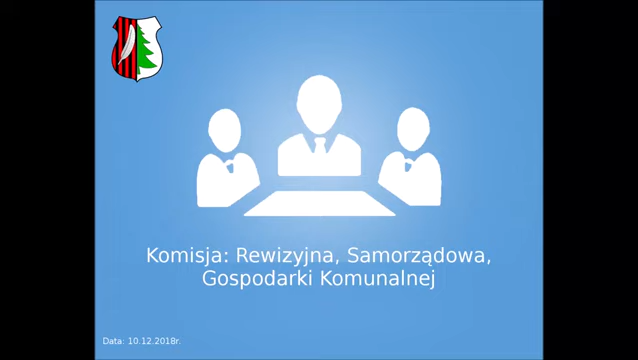 Komisja: Rewizyjna, Samorządowa,
Gospodarki Komunalnej
Data: 10.12.2018r.